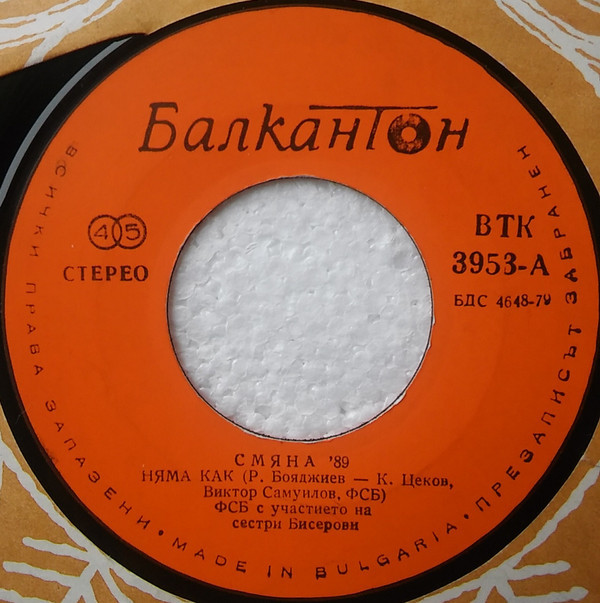 БалканТон
45
СТЕРЕО
ВТК
3953-А
БДС 4648-79
СМЯНА '89
НЯМА КАК (Р. Бояджиев — К. Цеков,
Виктор Самуилов, ФСБ)
ФСБ с участието на
сестри Бисерови
ВСИЧКИ ПРАВА ЗАПАЗЕНИ • MADE IN BULGARIA • ПРЕЗАПИСЪТ ЗАБРАНЕН